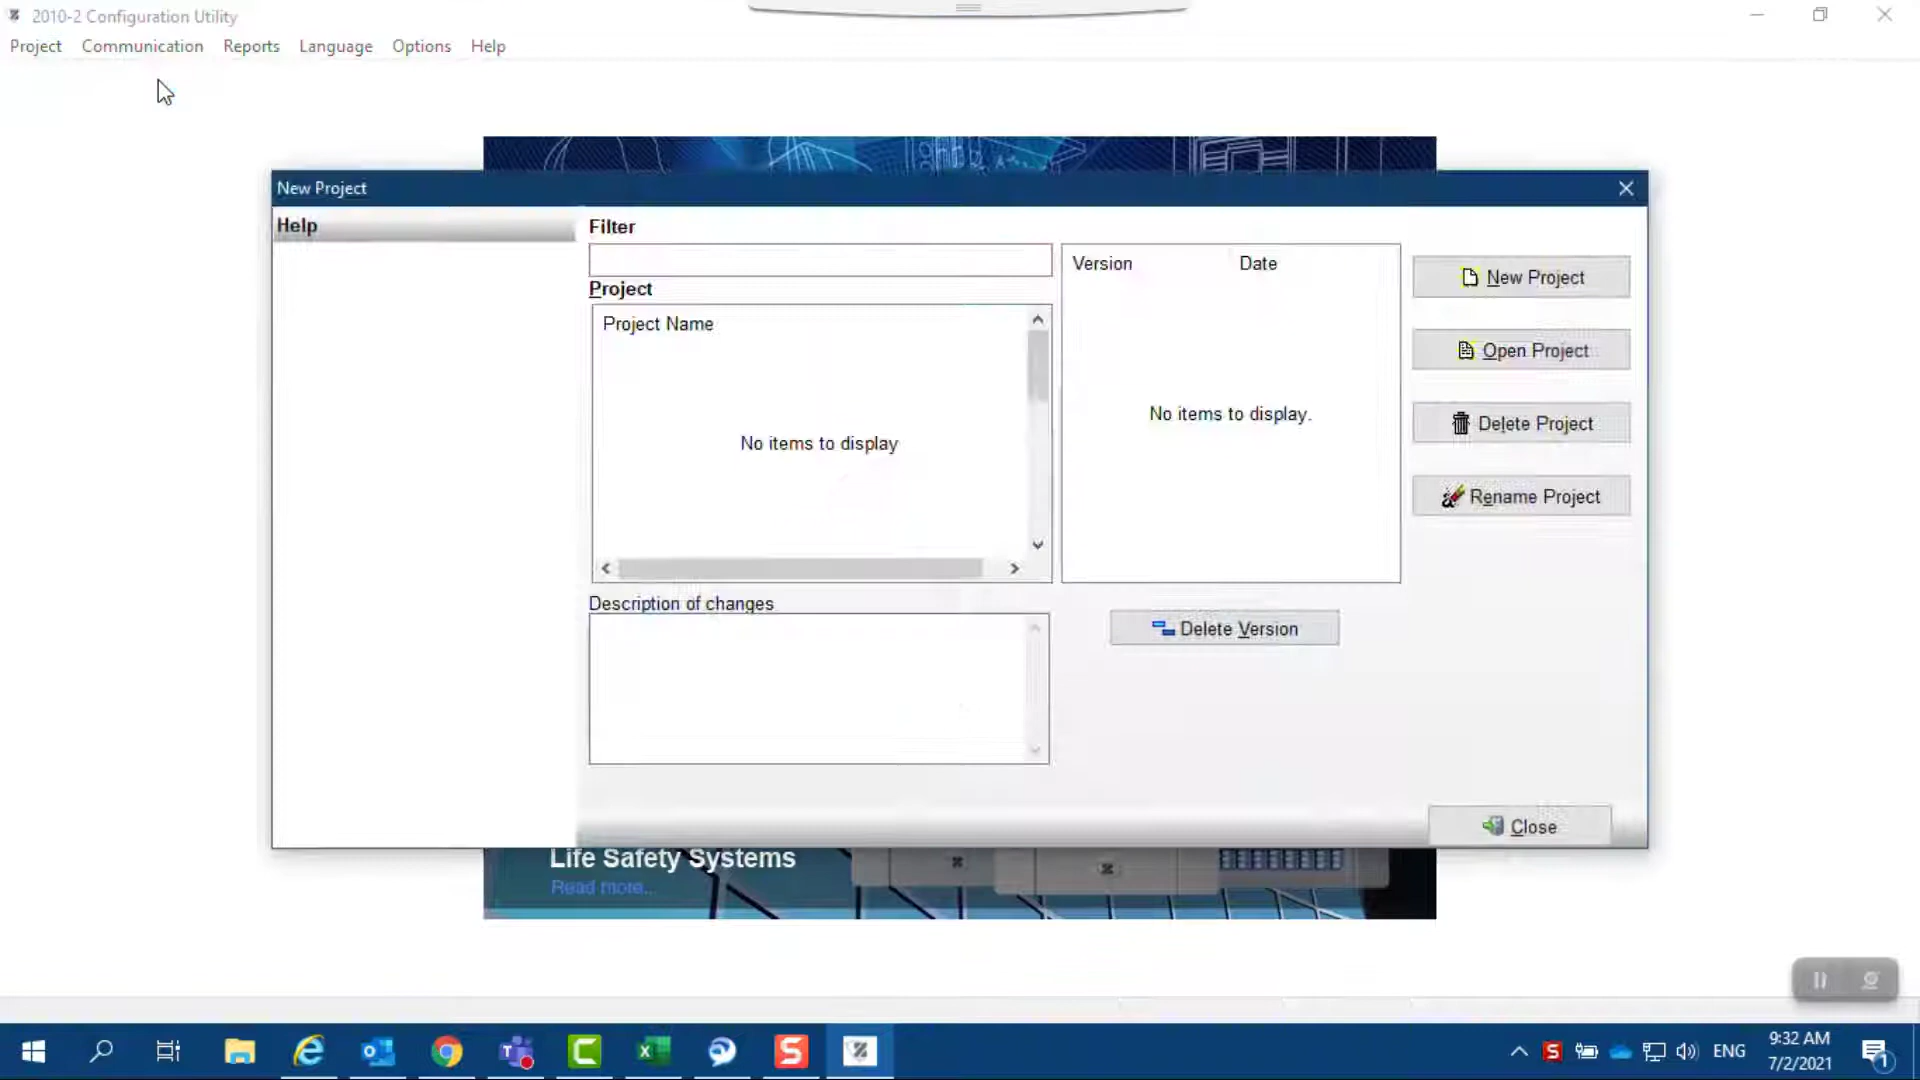 2010-2 Configuration Utility
Project Communication Reports Language Options Help
New Project
Help
Filter
Project
Project Name
No items to display
Version Date
No items to display.
New Project
Open Project
Delete Project
Rename Project
Description of changes
Delete Version
Close
Life Safety Systems
Read more...
ENG
9:32 AM
7/2/2021
1